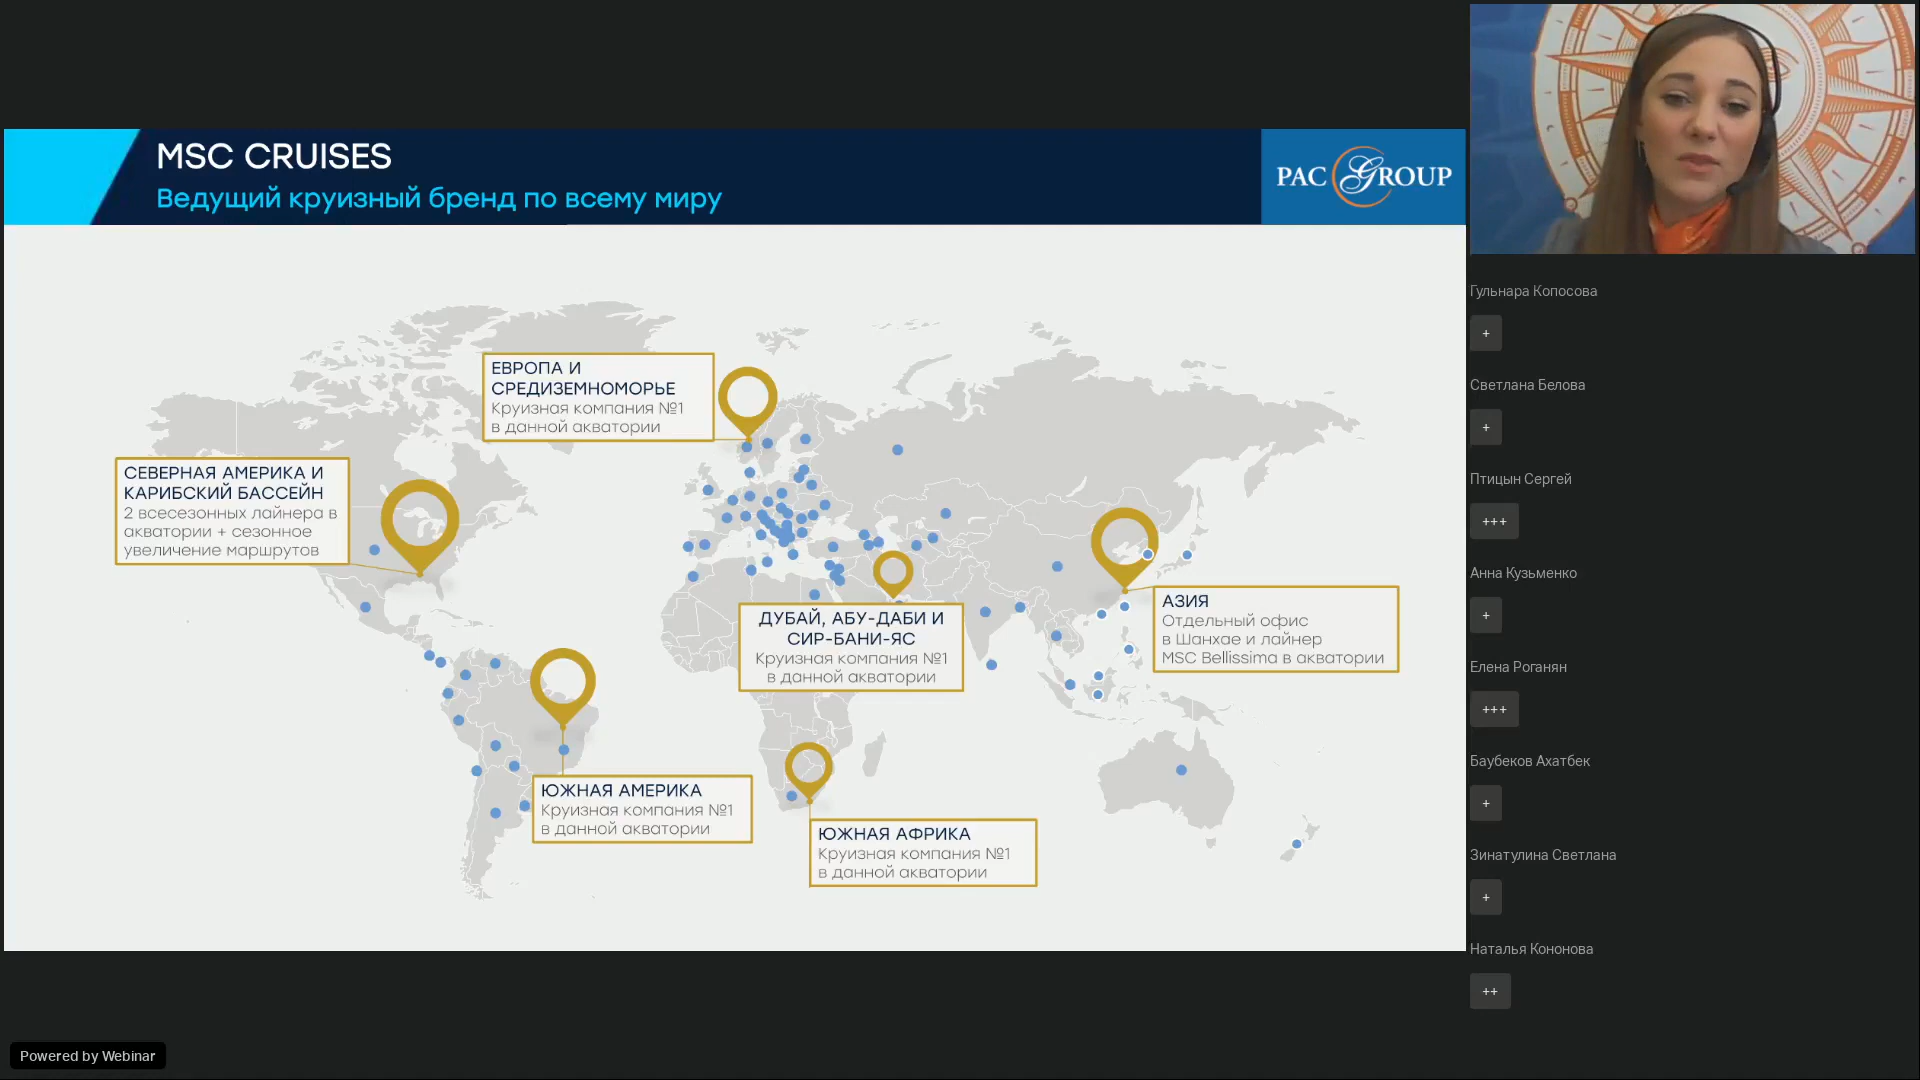 MSC CRUISES
Ведущий круизный бренд по всему миру
PAC GROUP
ЕВРОПА И
СРЕДИЗЕМНОМОРЬЕ
Круизная компания №1
в данной акватории
СЕВЕРНАЯ АМЕРИКА И
КАРИБСКИЙ БАССЕЙН
2 всесезонных лайнера в
акватории + сезонное
увеличение маршрутов
ДУБАЙ, АБУ-ДАБИ И
СИР-БАНИ-ЯС
Круизная компания №1
в данной акватории
АЗИЯ
Отдельный офис
в Шанхае и лайнер
MSC Bellissima в акватории
ЮЖНАЯ АМЕРИКА
Круизная компания №1
в данной акватории
ЮЖНАЯ АФРИКА
Круизная компания №1
в данной акватории
Гульнара Копосова
+
Светлана Белова
+
Птицын Сергей
+++
Анна Кузьменко
+
Елена Роганян
+++
Баубеков Ахатбек
+
Зинатулина Светлана
+
Наталья Кононова
++
Powered by Webinar